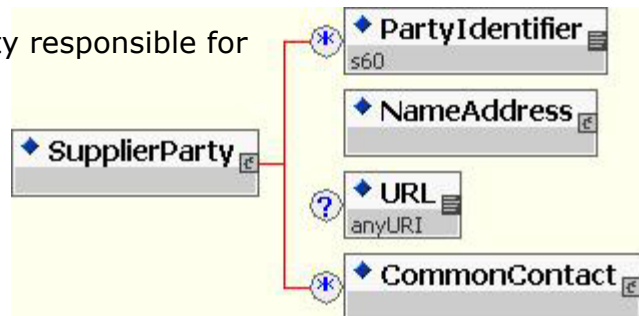 PartyIdentifier
y responsible for
s60
NameAddress
SupplierParty
URL
anyURI
CommonContact